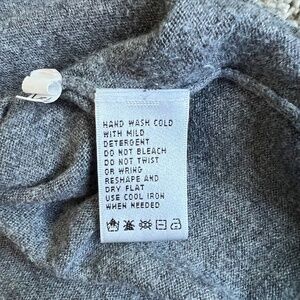 HAND WASH COLD
WITH MILD
DETERGENT
DO NOT BLEACH
DO NOT TWIST
OR WRING
RESHAPE AND
DRY FLAT
USE COOL IRON
WHEN NEEDED